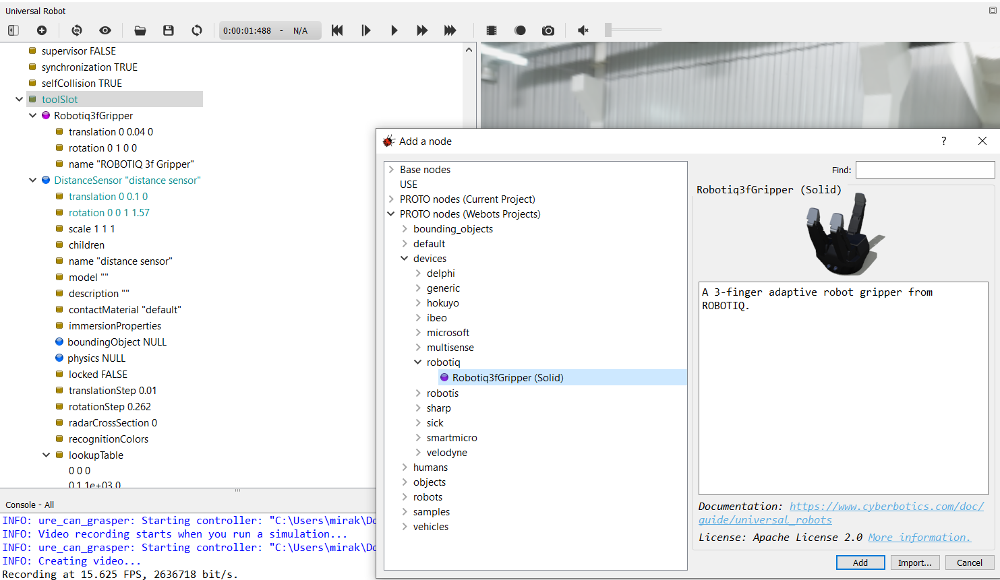 Universal Robot
0:00:01:488 - N/A
supervisor FALSE
synchronization TRUE
selfCollision TRUE
toolSlot
Robotiq3fGripper
translation 0 0.04 0
rotation 0 1 0 0
name "ROBOTIQ 3f Gripper"
DistanceSensor "distance sensor"
translation 0 0.1 0
rotation 0 0 1 1.57
scale 1 1 1
children
name "distance sensor"
model ""
description ""
contactMaterial "default"
immersionProperties
boundingObject NULL
physics NULL
locked FALSE
translationStep 0.01
rotationStep 0.262
radarCrossSection 0
recognitionColors
lookupTable
0 0 0
0.1 1e+03 0
Console - All
INFO: ure_can_grasper: Starting controller: "C:\Users\mirak\Do
INFO: Video recording starts when you run a simulation...
INFO: ure_can_grasper: Starting controller: "C:\Users\mirak\Do
INFO: Creating video...
Recording at 15.625 FPS, 2636718 bit/s.
Add a node
?
Base nodes
USE
PROTO nodes (Current Project)
PROTO nodes (Webots Projects)
bounding_objects
default
devices
delphi
generic
hokuyo
ibeo
microsoft
multisense
robotiq
Robotiq3fGripper (Solid)
robotis
sharp
sick
smartmicro
velodyne
humans
objects
robots
samples
vehicles
Find:
Robotiq3fGripper (Solid)
A 3-finger adaptive robot gripper from
ROBOTIQ.
Documentation: https://www.cyberbotics.com/doc/
guide/universal_robots
License: Apache License 2.0 More information.
Add
Import...
Cancel